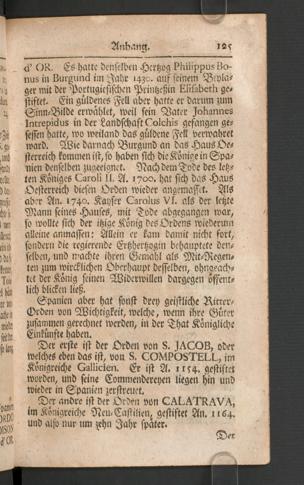 Anhang. 125
d' OR. Es hatte denselben Hertzog Philippus Bo-
nus in Burgund im Jahr 1430. auf seinem Beyla-
ger mit der Portugiesischen Printzeßin Elisabeth ge-
stiftet. Ein güldenes Fell aber hatte er darum zum
Sinn-Bilde erwählet, weil sein Vater Johannes
Intrepidus in der Landschaft Colchis gefangen ge-
sessen hatte, wo weiland das güldene Fell verwahret
ward. Wie darnach Burgund an das Haus Oe-
sterreich kommen ist, so haben sich die Könige in Spa-
nien denselben zugeeignet. Nach dem Tode des letz-
ten Königes Caroli II. A. 1700. hat sich das Haus
Oesterreich diesen Orden wieder angemasset. Als
aber An. 1740. Kayser Carolus VI. als der letzte
Mann seines Hauses, mit Tode abgegangen war,
so wollte sich der itzige König des Ordens wiederum
alleine anmassen: Allein er kam damit nicht fort,
sondern die regierende Ertzhertzogin behauptete den-
selben, und machte ihren Gemahl als Mit-Regen-
ten zum wircklichen Oberhaupt desselben, ohngeach-
tet der König seinen Widerwillen dargegen öffent-
lich blicken ließ.
Spanien aber hat sonst drey geistliche Ritter-
Orden von Wichtigkeit, welche, wenn ihre Güter
zusammen gerechnet werden, in der That Königliche
Einkünfte haben.
Der erste ist der Orden von S. JACOB, oder
welches eben das ist, von S. COMPOSTELL, im
Königreiche Gallicien. Er ist A. 1154. gestiftet
worden, und seine Commendereyen liegen hin und
wieder in Spanien zerstreuet.
Der andre ist der Orden von CALATRAVA,
im Königreiche Neu-Castilien, gestiftet An. 1164.
und also nur um zehn Jahr später.
Der